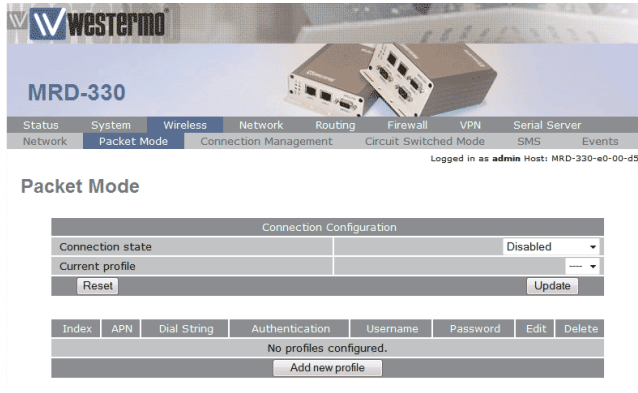 Westermo
MRD-330
Status System Wireless Network Routing Firewall VPN Serial Server
Network Packet Mode Connection Management Circuit Switched Mode SMS Events
Logged in as admin Host: MRD-330-e0-00-d5
Packet Mode
Connection Configuration
Connection state Disabled
Current profile ----
Reset Update
Index APN Dial String Authentication Username Password Edit Delete
No profiles configured.
Add new profile